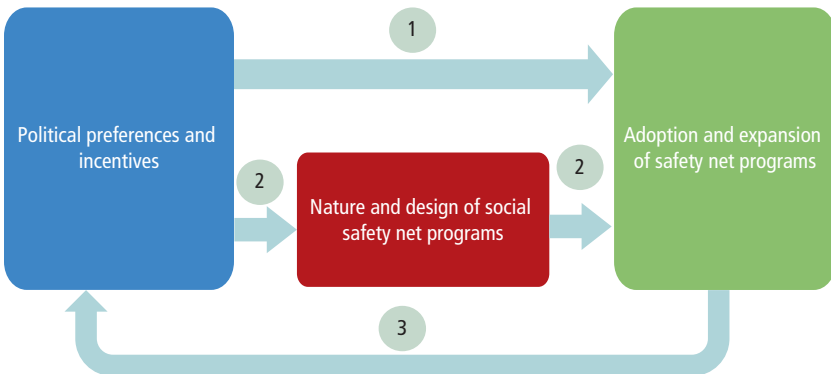 1
Political preferences and
incentives
Adoption and expansion
of safety net programs
2
2
Nature and design of social
safety net programs
3